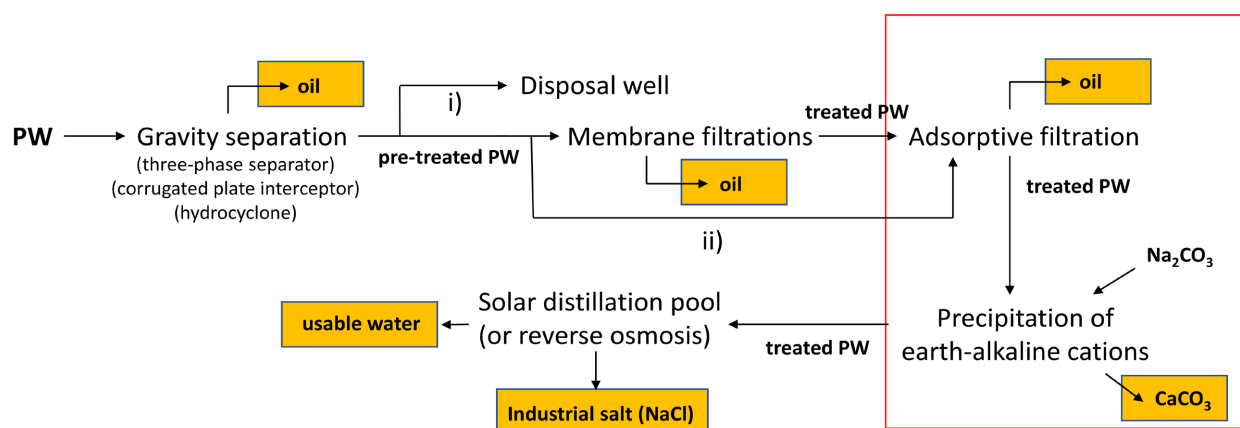 oil
i)
Disposal well
PW
Gravity separation
(three-phase separator)
(corrugated plate interceptor)
(hydrocyclone)
pre-treated PW
Membrane filtrations
oil
treated PW
Adsorptive filtration
oil
treated PW
ii)
Na₂CO₃
Precipitation of
earth-alkaline cations
CaCO₃
treated PW
Solar distillation pool
(or reverse osmosis)
usable water
Industrial salt (NaCl)